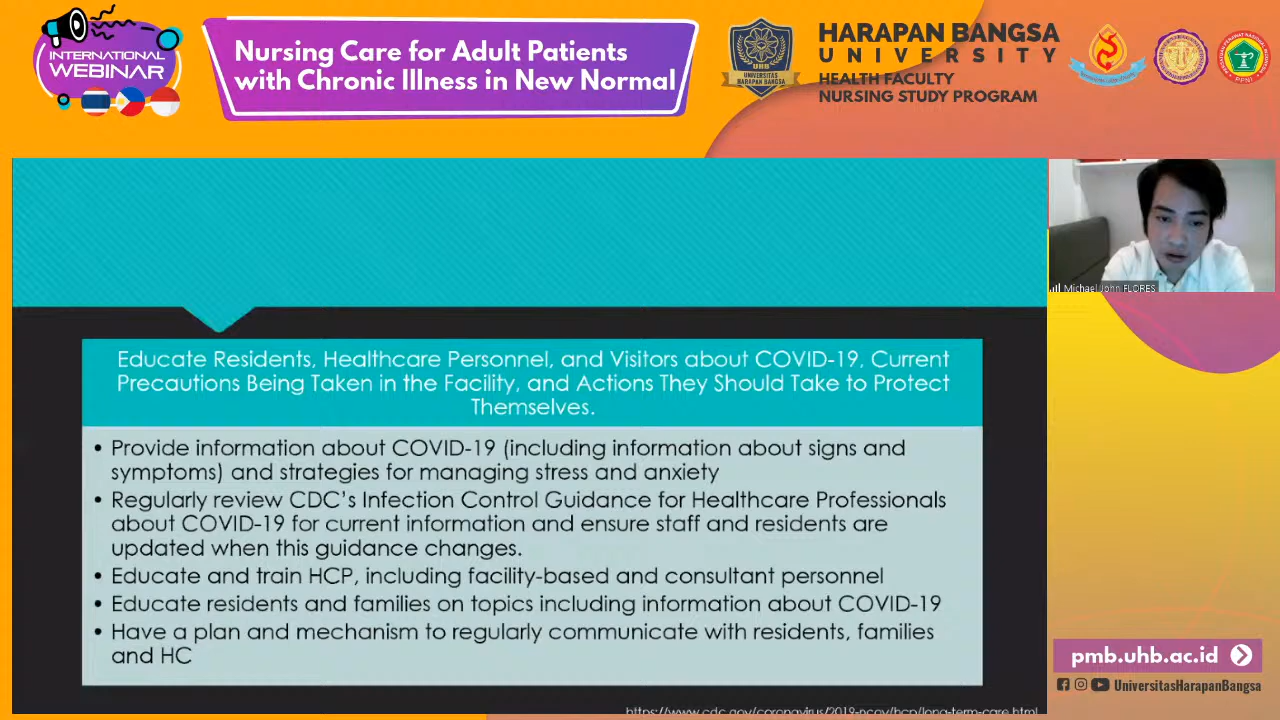 INTERNATIONAL
WEBINAR
Nursing Care for Adult Patients
with Chronic Illness in New Normal
UHB
UNIVERSITAS
HARAPAN BANGSA
HARAPAN BANGSA
UNIVERSITY
HEALTH FACULTY
NURSING STUDY PROGRAM
PPNI
Michael John FLORES
Educate Residents, Healthcare Personnel, and Visitors about COVID-19, Current
Precautions Being Taken in the Facility, and Actions They Should Take to Protect
Themselves.
• Provide information about COVID-19 (including information about signs and
symptoms) and strategies for managing stress and anxiety
• Regularly review CDC's Infection Control Guidance for Healthcare Professionals
about COVID-19 for current information and ensure staff and residents are
updated when this guidance changes.
• Educate and train HCP, including facility-based and consultant personnel
• Educate residents and families on topics including information about COVID-19
• Have a plan and mechanism to regularly communicate with residents, families
and HC
https://www.cdc.gov/coronavirus/2019-ncov/hcp/long-term-care.html
pmb.uhb.ac.id
UniversitasHarapanBangsa